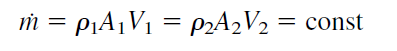 ṁ = ρ₁A₁V₁ = ρ₂A₂V₂ = const